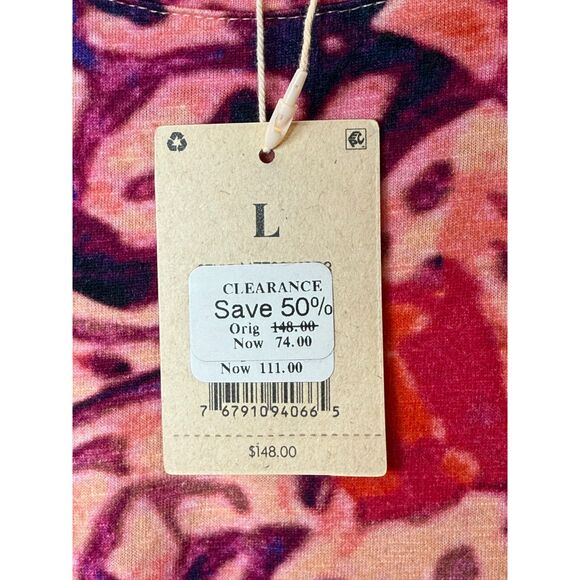 L
CLEARANCE
Save 50%
Orig 148.00
Now 74.00
Now 111.00
7 67910 94066 5
$148.00